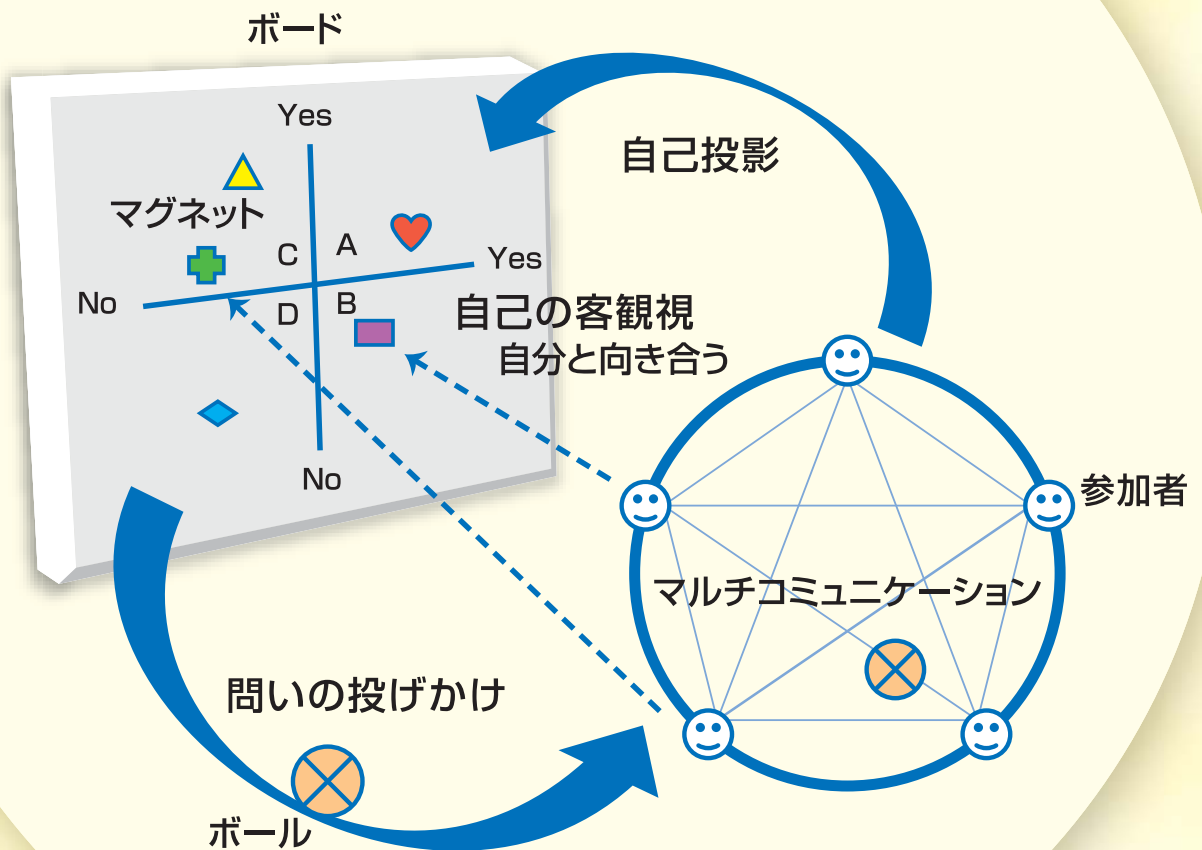 ボード
Yes
自己投影
マグネット
C
A
Yes
No
D
B
自己の客観視
自分と向き合う
No
参加者
マルチコミュニケーション
問いの投げかけ
ボール